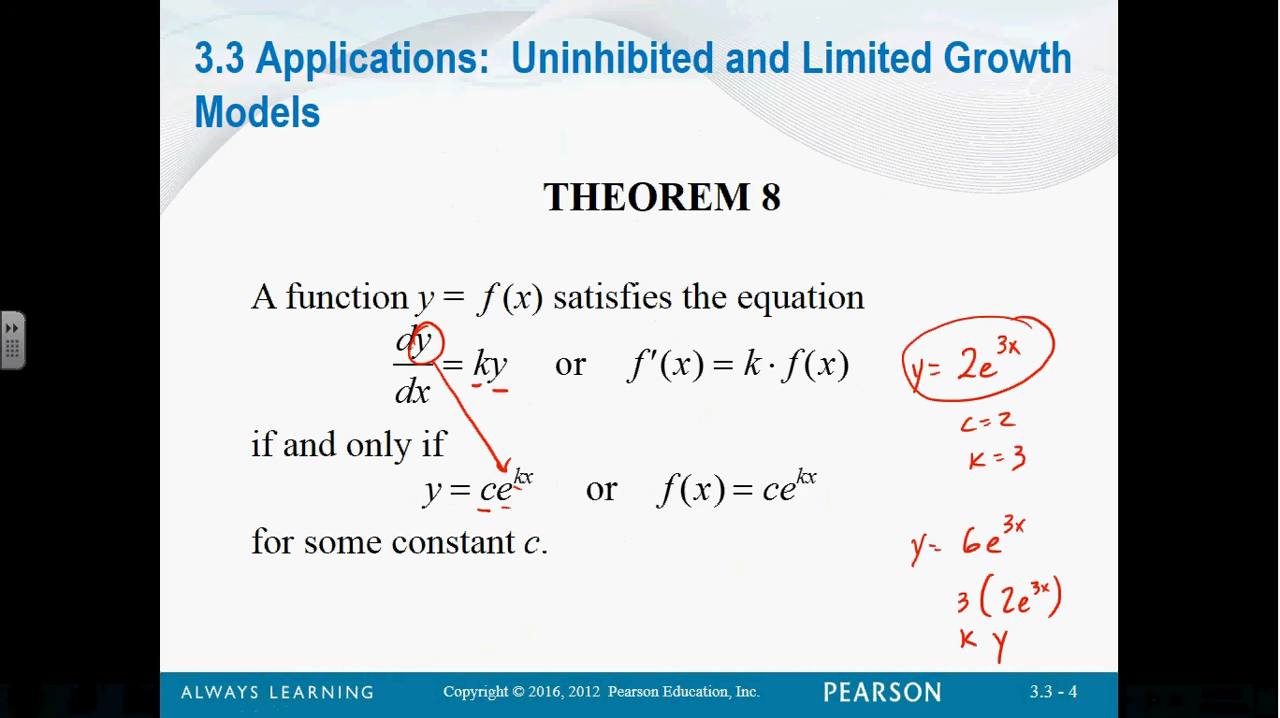 3.3 Applications: Uninhibited and Limited Growth
Models
THEOREM 8
A function y = f(x) satisfies the equation
dy/dx = ky or f′(x) = k · f(x)
if and only if
y = ce^{kx} or f(x) = ce^{kx}
for some constant c.
y = 2e^{3x}
c = 2
k = 3
y = 6e^{3x}
3 (2e^{3x})
k y
ALWAYS LEARNING Copyright © 2016, 2012 Pearson Education, Inc. PEARSON 3.3 - 4